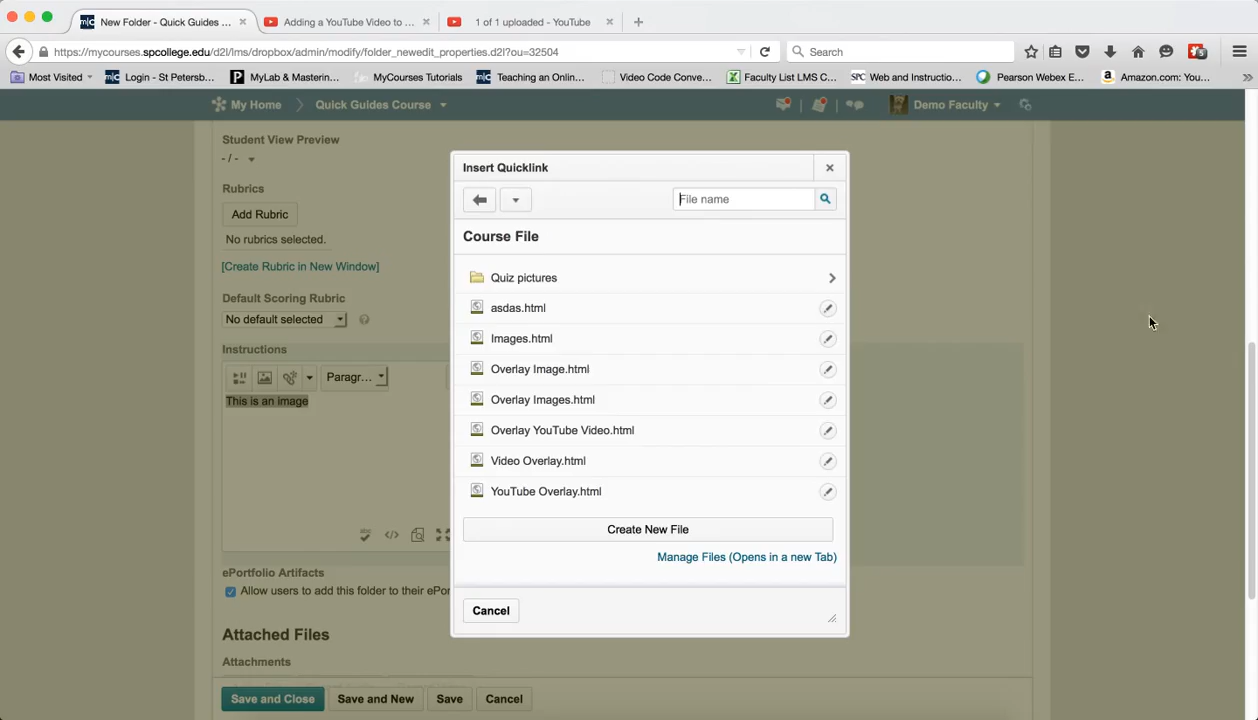 New Folder - Quick Guides ...
Adding a YouTube Video to ...
1 of 1 uploaded - YouTube
https://mycourses.spcollege.edu/d2l/lms/dropbox/admin/modify/folder_newedit_properties.d2l?ou=32504
Search
Most Visited
Login - St Petersb...
MyLab & Masterin...
MyCourses Tutorials
Teaching an Onlin...
Video Code Conve...
Faculty List LMS C...
Web and Instructio...
Pearson Webex E...
Amazon.com: You...
My Home
Quick Guides Course
Demo Faculty
Student View Preview
- / -
Rubrics
Add Rubric
No rubrics selected.
[Create Rubric in New Window]
Default Scoring Rubric
No default selected
Instructions
Paragr...
This is an image
ePortfolio Artifacts
Allow users to add this folder to their ePor
Attached Files
Attachments
Save and Close
Save and New
Save
Cancel
Insert Quicklink
File name
Course File
Quiz pictures
asdas.html
Images.html
Overlay Image.html
Overlay Images.html
Overlay YouTube Video.html
Video Overlay.html
YouTube Overlay.html
Create New File
Manage Files (Opens in a new Tab)
Cancel